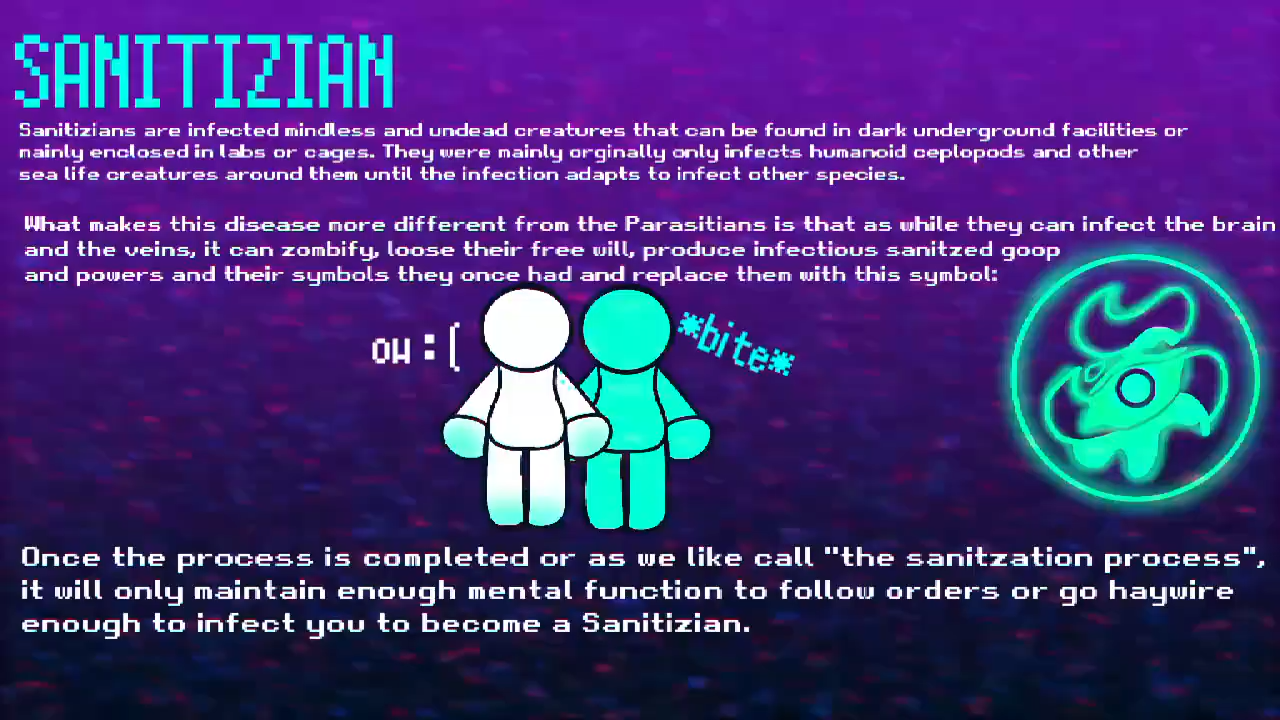 SANITIZIAN
Sanitizians are infected mindless and undead creatures that can be found in dark underground facilities or
mainly enclosed in labs or cages. They were mainly orginally only infects humanoid ceplopods and other
sea life creatures around them until the infection adapts to infect other species.
What makes this disease more different from the Parasitians is that as while they can infect the brain
and the veins, it can zombify, loose their free will, produce infectious sanitzed goop
and powers and their symbols they once had and replace them with this symbol:
ow :(
*bite*
Once the process is completed or as we like call "the sanitzation process",
it will only maintain enough mental function to follow orders or go haywire
enough to infect you to become a Sanitizian.